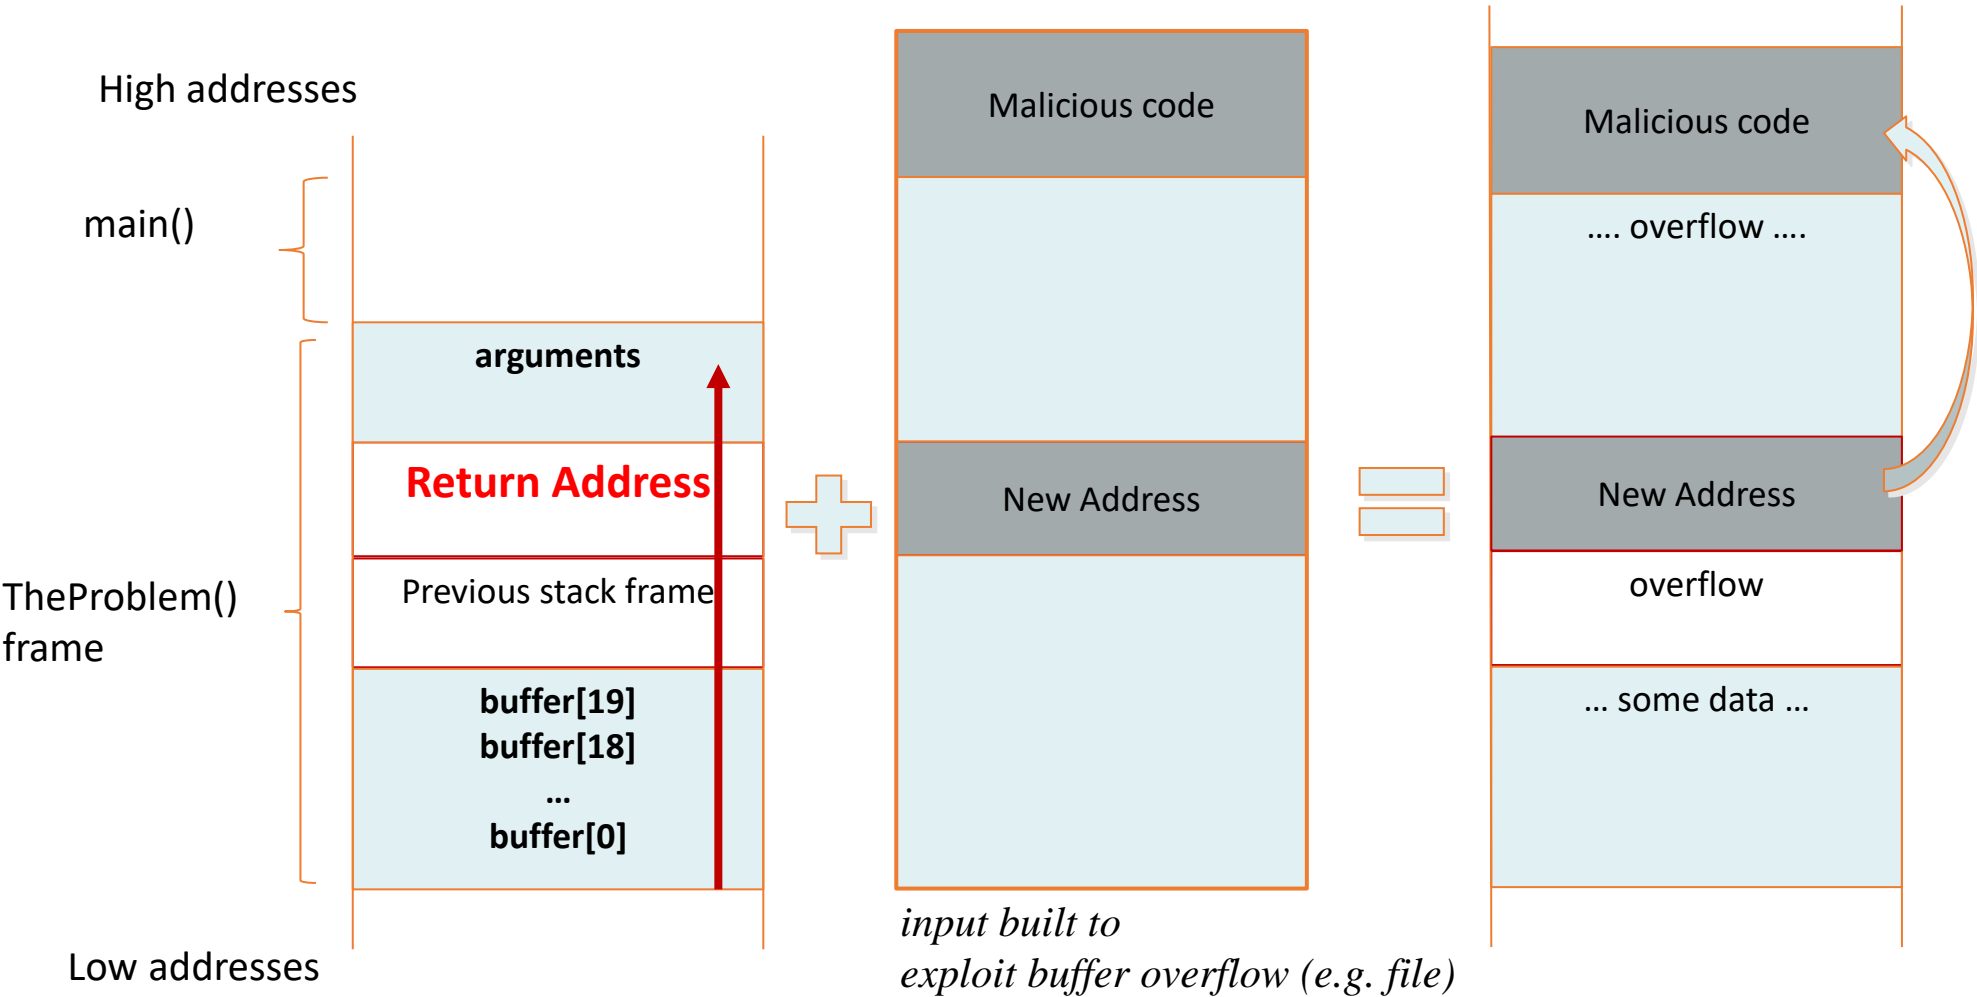 High addresses
main()
TheProblem()
frame
Low addresses
arguments
Return Address
Previous stack frame
buffer[19]
buffer[18]
...
buffer[0]
Malicious code
New Address
input built to
exploit buffer overflow (e.g. file)
Malicious code
.... overflow ....
New Address
overflow
... some data ...